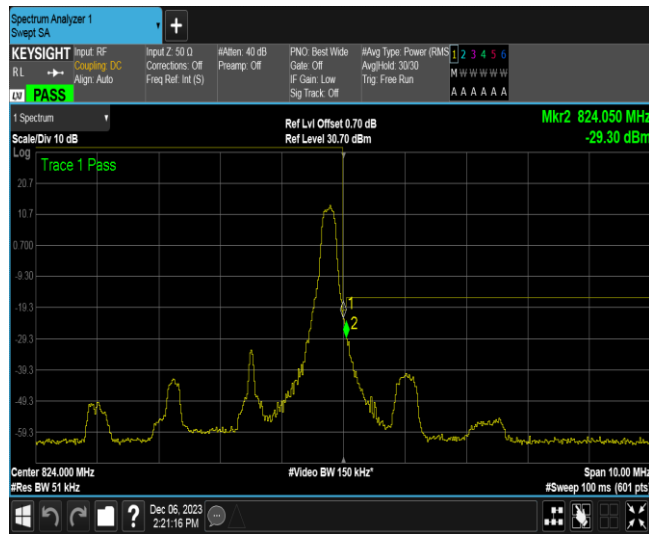 Spectrum Analyzer 1
Swept SA
+
KEYSIGHT
RL
LXI
PASS
Input: RF
Coupling: DC
Align: Auto
Input Z: 50 Ω
Corrections: Off
Freq Ref: Int (S)
#Atten: 40 dB
Preamp: Off
PNO: Best Wide
Gate: Off
IF Gain: Low
Sig Track: Off
#Avg Type: Power (RMS
Avg|Hold: 30/30
Trig: Free Run
1 2 3 4 5 6
M W W W W W
A A A A A A
1 Spectrum
Scale/Div 10 dB
Ref Lvl Offset 0.70 dB
Ref Level 30.70 dBm
Mkr2 824.050 MHz
-29.30 dBm
Log
Trace 1 Pass
20.7
10.7
0.700
-9.30
-19.3
-29.3
-39.3
-49.3
-59.3
1
2
Center 824.000 MHz
#Res BW 51 kHz
#Video BW 150 kHz*
Span 10.00 MHz
#Sweep 100 ms (601 pts
?
Dec 06, 2023
2:21:16 PM